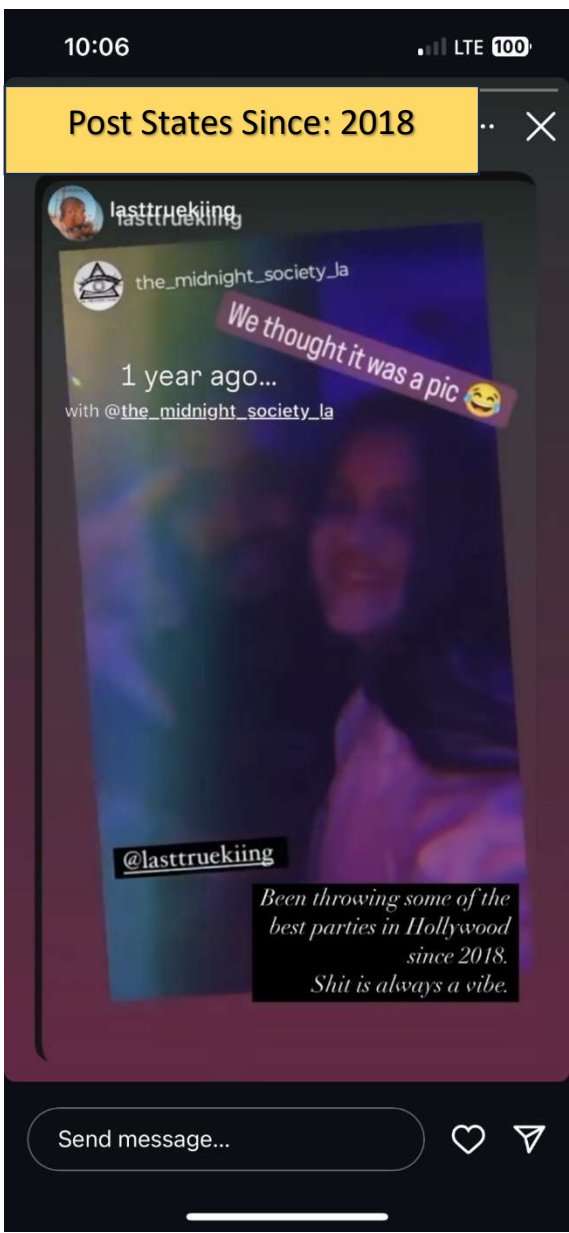 10:06
LTE 100
Post States Since: 2018
lasttruekiing
lasttruekiing
the_midnight_society_la
We thought it was a pic 😂
1 year ago...
with @the_midnight_society_la
@lasttruekiing
Been throwing some of the
best parties in Hollywood
since 2018.
Shit is always a vibe.
Send message...